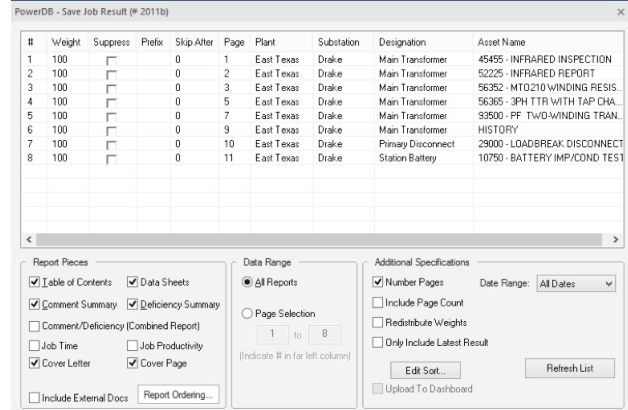 PowerDB - Save Job Result (# 2011b)
# Weight Suppress Prefix Skip After Page Plant Substation Designation Asset Name
1 100 0 1 East Texas Drake Main Transformer 45455 - INFRARED INSPECTION
2 100 0 2 East Texas Drake Main Transformer 52225 - INFRARED REPORT
3 100 0 3 East Texas Drake Main Transformer 56352 - MTO210 WINDING RESIS...
4 100 0 5 East Texas Drake Main Transformer 56365 - 3PH TTR WITH TAP CHA...
5 100 0 7 East Texas Drake Main Transformer 93500 - PF TWO-WINDING TRAN...
6 100 0 9 East Texas Drake Main Transformer HISTORY
7 100 0 10 East Texas Drake Primary Disconnect 29000 - LOADBREAK DISCONNECT
8 100 0 11 East Texas Drake Station Battery 10750 - BATTERY IMP/COND TEST
Report Pieces
Table of Contents Data Sheets
Comment Summary Deficiency Summary
Comment/Deficiency (Combined Report)
Job Time Job Productivity
Cover Letter Cover Page
Include External Docs Report Ordering...
Data Range
All Reports
Page Selection
1 to 8
(Indicate # in far left column)
Additional Specifications
Number Pages Date Range: All Dates
Include Page Count
Redistribute Weights
Only Include Latest Result
Edit Sort... Refresh List
Upload To Dashboard